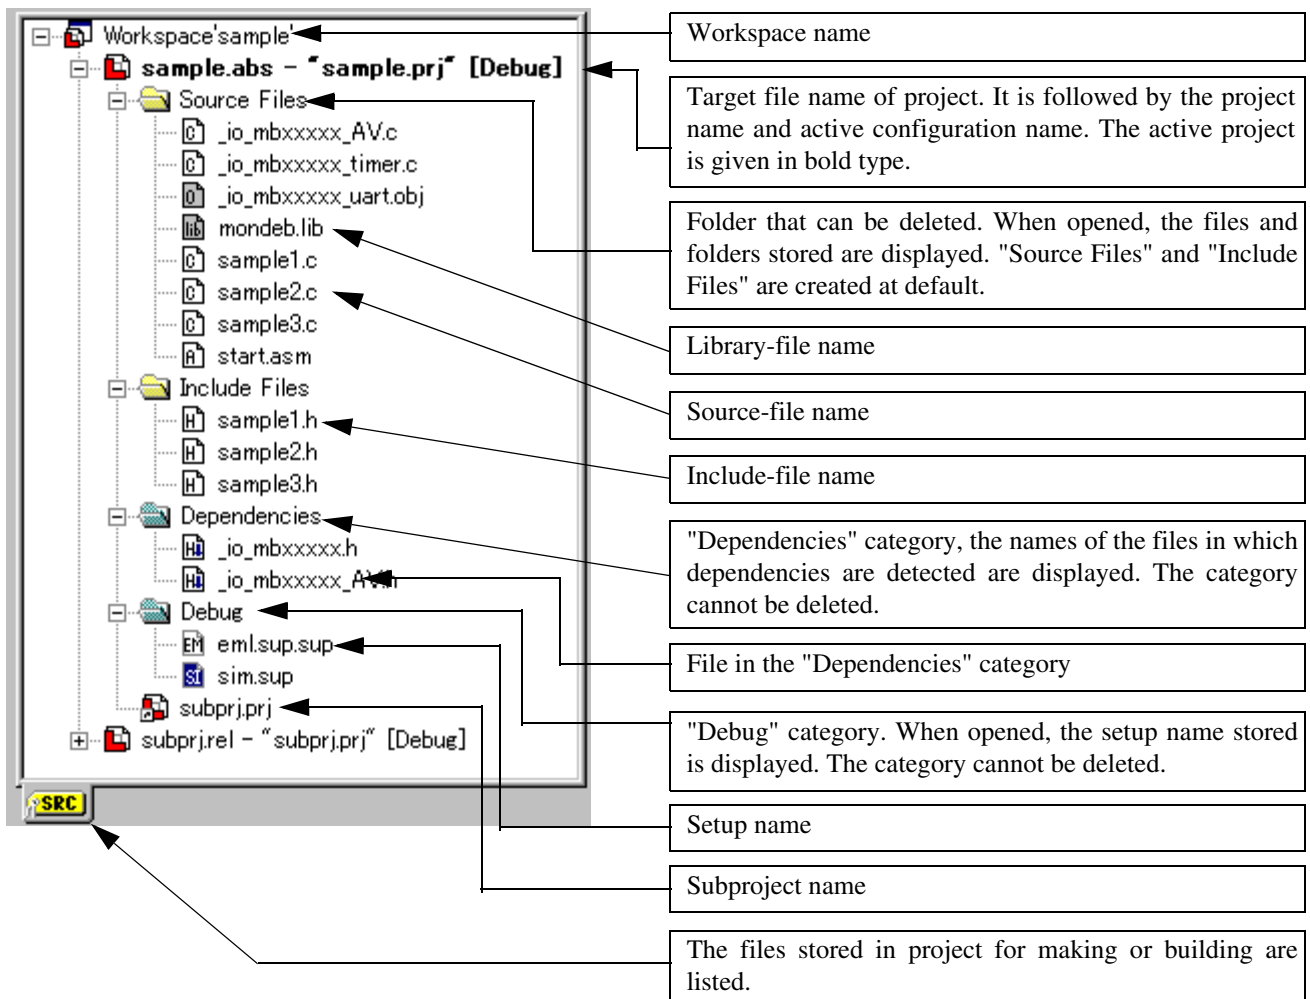 Workspace'sample'
sample.abs - "sample.prj" [Debug]
Source Files
_io_mbxxxxx_AV.c
_io_mbxxxxx_timer.c
_io_mbxxxxx_uart.obj
mondeb.lib
sample1.c
sample2.c
sample3.c
start.asm
Include Files
sample1.h
sample2.h
sample3.h
Dependencies
_io_mbxxxxx.h
_io_mbxxxxx_AV.h
Debug
eml.sup.sup
sim.sup
subprj.prj
subprj.rel - "subprj.prj" [Debug]
SRC
Workspace name
Target file name of project. It is followed by the project
name and active configuration name. The active project
is given in bold type.
Folder that can be deleted. When opened, the files and
folders stored are displayed. "Source Files" and "Include
Files" are created at default.
Library-file name
Source-file name
Include-file name
"Dependencies" category, the names of the files in which
dependencies are detected are displayed. The category
cannot be deleted.
File in the "Dependencies" category
"Debug" category. When opened, the setup name stored
is displayed. The category cannot be deleted.
Setup name
Subproject name
The files stored in project for making or building are
listed.